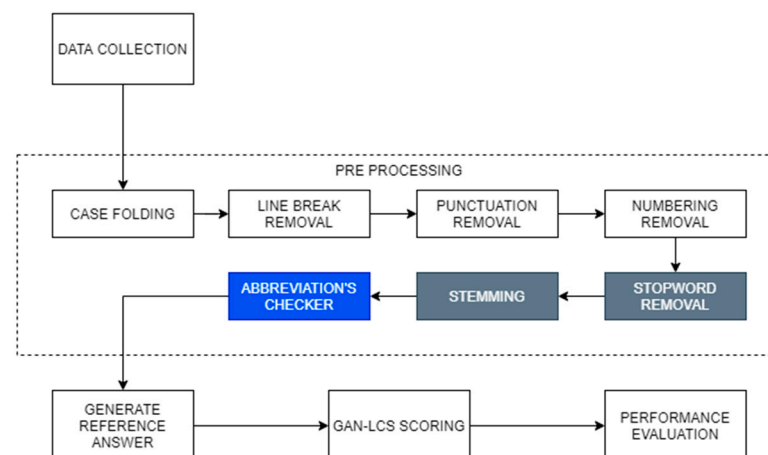 DATA COLLECTION
PRE PROCESSING
CASE FOLDING
LINE BREAK
REMOVAL
PUNCTUATION
REMOVAL
NUMBERING
REMOVAL
STOPWORD
REMOVAL
STEMMING
ABBREVIATION'S
CHECKER
GENERATE
REFERENCE
ANSWER
GAN-LCS SCORING
PERFORMANCE
EVALUATION